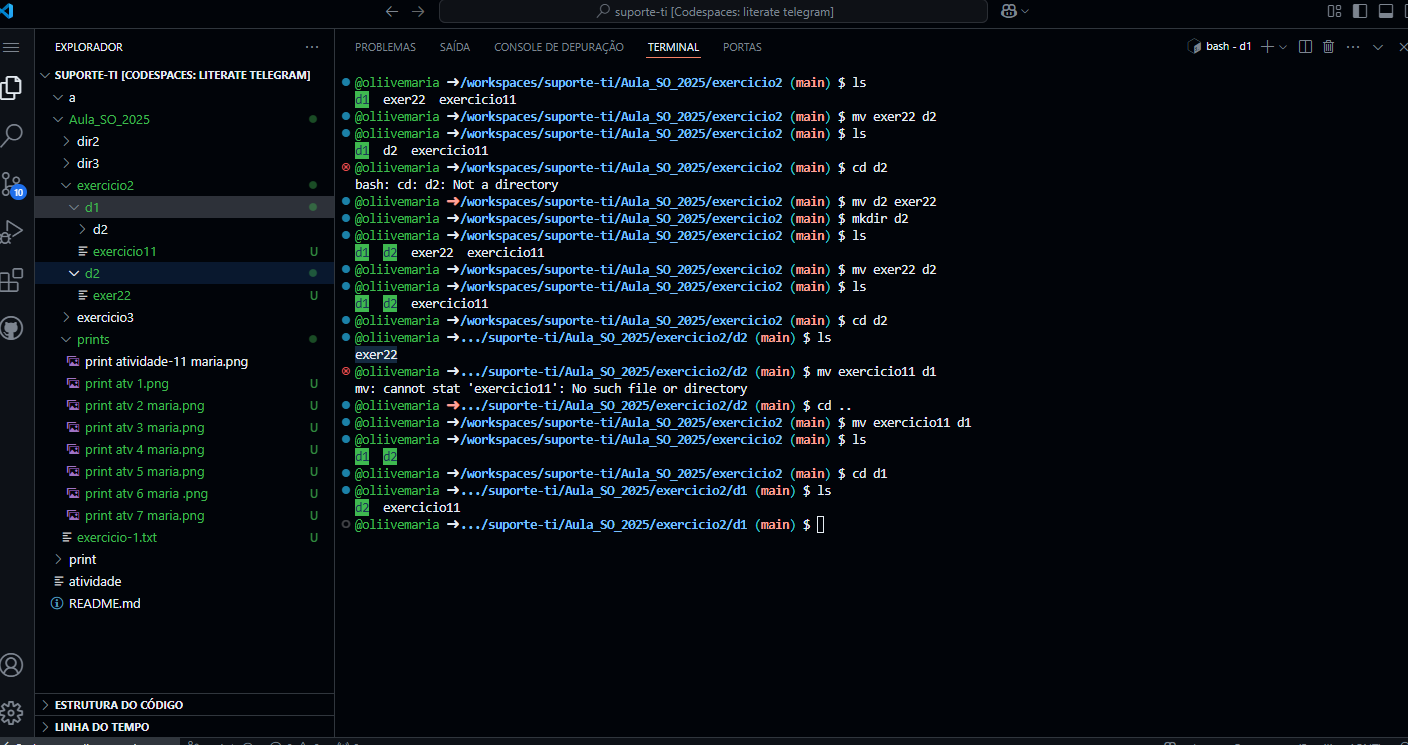 suporte-ti [Codespaces: literate telegram]
EXPLORADOR
SUPORTE-TI [CODESPACES: LITERATE TELEGRAM]
a
Aula_SO_2025
dir2
dir3
exercicio2
d1
d2
exercicio11 U
d2
exer22 U
exercicio3
prints
print atividade-11 maria.png
print atv 1.png U
print atv 2 maria.png U
print atv 3 maria.png U
print atv 4 maria.png U
print atv 5 maria.png U
print atv 6 maria .png U
print atv 7 maria.png U
exercicio-1.txt U
print
atividade
README.md
ESTRUTURA DO CÓDIGO
LINHA DO TEMPO
10
PROBLEMAS SAÍDA CONSOLE DE DEPURAÇÃO TERMINAL PORTAS
bash - d1
@oliivemaria ➜/workspaces/suporte-ti/Aula_SO_2025/exercicio2 (main) $ ls
d1 exer22 exercicio11
@oliivemaria ➜/workspaces/suporte-ti/Aula_SO_2025/exercicio2 (main) $ mv exer22 d2
@oliivemaria ➜/workspaces/suporte-ti/Aula_SO_2025/exercicio2 (main) $ ls
d1 d2 exercicio11
@oliivemaria ➜/workspaces/suporte-ti/Aula_SO_2025/exercicio2 (main) $ cd d2
bash: cd: d2: Not a directory
@oliivemaria ➜/workspaces/suporte-ti/Aula_SO_2025/exercicio2 (main) $ mv d2 exer22
@oliivemaria ➜/workspaces/suporte-ti/Aula_SO_2025/exercicio2 (main) $ mkdir d2
@oliivemaria ➜/workspaces/suporte-ti/Aula_SO_2025/exercicio2 (main) $ ls
d1 d2 exer22 exercicio11
@oliivemaria ➜/workspaces/suporte-ti/Aula_SO_2025/exercicio2 (main) $ mv exer22 d2
@oliivemaria ➜/workspaces/suporte-ti/Aula_SO_2025/exercicio2 (main) $ ls
d1 d2 exercicio11
@oliivemaria ➜/workspaces/suporte-ti/Aula_SO_2025/exercicio2 (main) $ cd d2
@oliivemaria ➜.../suporte-ti/Aula_SO_2025/exercicio2/d2 (main) $ ls
exer22
@oliivemaria ➜.../suporte-ti/Aula_SO_2025/exercicio2/d2 (main) $ mv exercicio11 d1
mv: cannot stat 'exercicio11': No such file or directory
@oliivemaria ➜.../suporte-ti/Aula_SO_2025/exercicio2/d2 (main) $ cd ..
@oliivemaria ➜/workspaces/suporte-ti/Aula_SO_2025/exercicio2 (main) $ mv exercicio11 d1
@oliivemaria ➜/workspaces/suporte-ti/Aula_SO_2025/exercicio2 (main) $ ls
d1 d2
@oliivemaria ➜/workspaces/suporte-ti/Aula_SO_2025/exercicio2 (main) $ cd d1
@oliivemaria ➜.../suporte-ti/Aula_SO_2025/exercicio2/d1 (main) $ ls
d2 exercicio11
@oliivemaria ➜.../suporte-ti/Aula_SO_2025/exercicio2/d1 (main) $